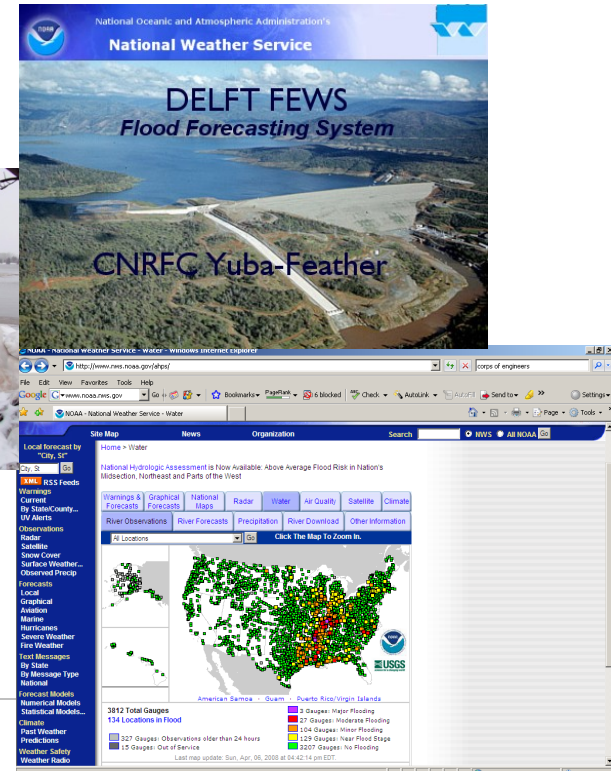 National Oceanic and Atmospheric Administration's
National Weather Service
DELFT FEWS
Flood Forecasting System
CNRFC Yuba-Feather
NOAA - National Weather Service - Water - Windows Internet Explorer
http://www.nws.noaa.gov/ahps/
corps of engineers
File Edit View Favorites Tools Help
Google www.noaa.nws.gov Go Bookmarks PageRank 6 blocked Check AutoLink AutoFill Send to Settings
NOAA - National Weather Service - Water
Page Tools
Site Map News Organization Search NWS All NOAA Go
Local forecast by
"City, St"
City, St Go
XML RSS Feeds
Warnings
Current
By State/County...
UV Alerts
Observations
Radar
Satellite
Snow Cover
Surface Weather...
Observed Precip
Forecasts
Local
Graphical
Aviation
Marine
Hurricanes
Severe Weather
Fire Weather
Text Messages
By State
By Message Type
National
Forecast Models
Numerical Models
Statistical Models...
Climate
Past Weather
Predictions
Weather Safety
Weather Radio
Home > Water
National Hydrologic Assessment is Now Available: Above Average Flood Risk in Nation's
Midsection, Northeast and Parts of the West
Warnings & Forecasts Graphical Forecasts National Maps Radar Water Air Quality Satellite Climate
River Observations River Forecasts Precipitation River Download Other Information
All Locations Go Click The Map To Zoom In.
NOAA
USGS
American Samoa · Guam · Puerto Rico/Virgin Islands
3812 Total Gauges
134 Locations in Flood
327 Gauges: Observations older than 24 hours
15 Gauges: Out of Service
3 Gauges: Major Flooding
27 Gauges: Moderate Flooding
104 Gauges: Minor Flooding
129 Gauges: Near Flood Stage
3207 Gauges: No Flooding
Last map update: Sun, Apr, 06, 2008 at 04:42:14 pm EDT.